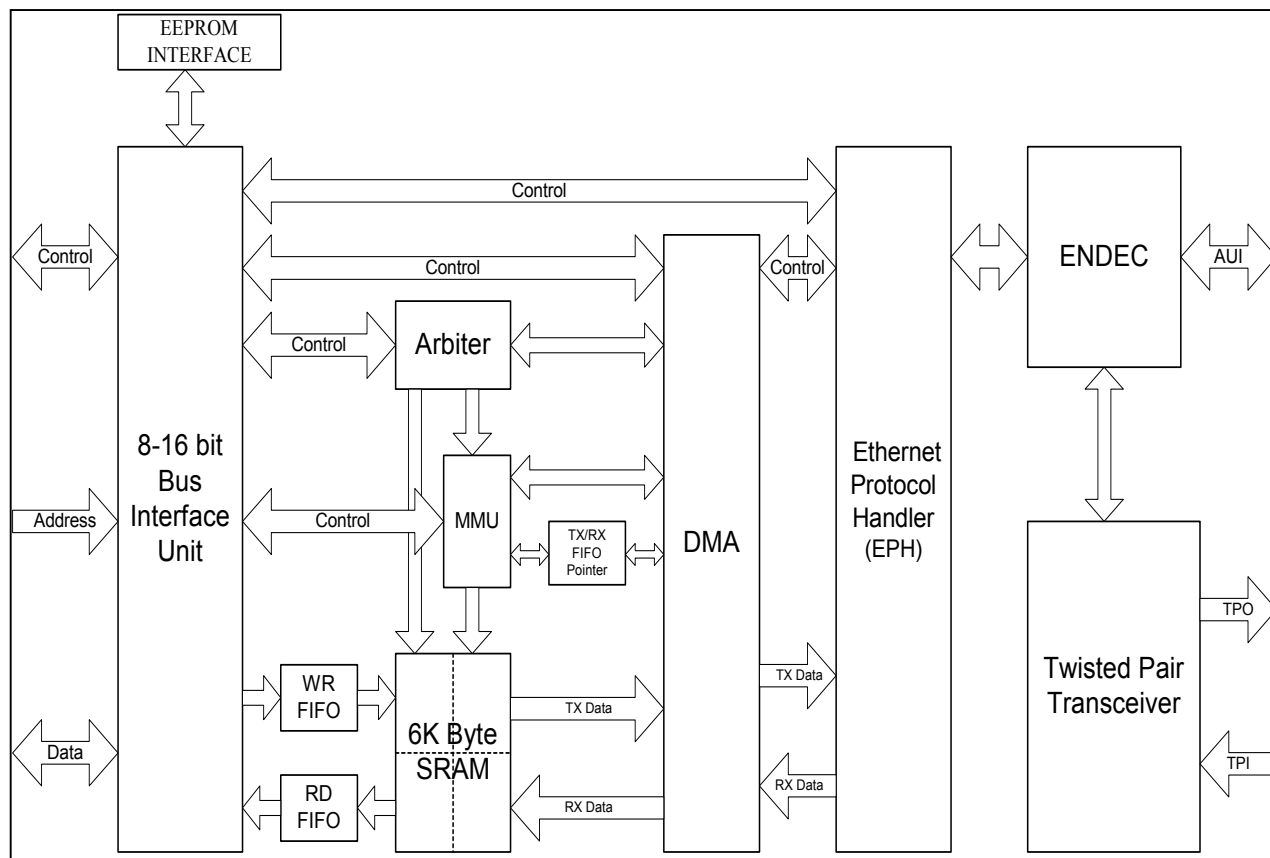 EEPROM
INTERFACE
Control
Control
Control
Control
ENDEC
AUI
Control
Arbiter
8-16 bit
Bus
Interface
Unit
Address
Control
MMU
TX/RX
FIFO
Pointer
DMA
Ethernet
Protocol
Handler
(EPH)
TPO
WR
FIFO
TX Data
TX Data
Twisted Pair
Transceiver
Data
6K Byte
SRAM
TPI
RD
FIFO
RX Data
RX Data